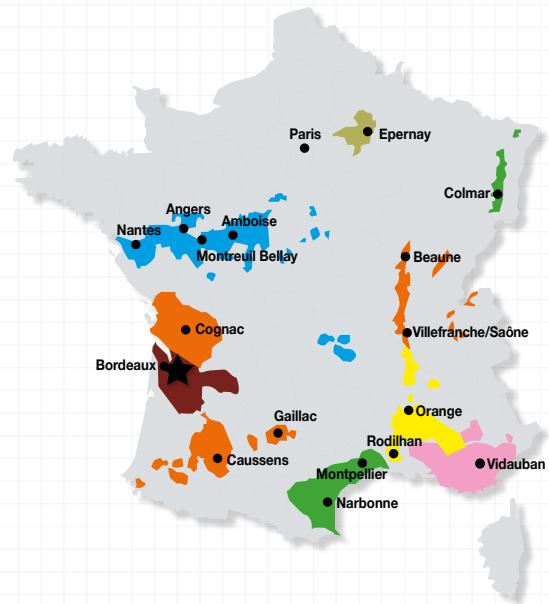 Paris
Epernay
Colmar
Angers
Nantes
Amboise
Montreuil Bellay
Beaune
Cognac
Villefranche/Saône
Bordeaux
Gaillac
Orange
Rodilhan
Caussens
Montpellier
Vidauban
Narbonne